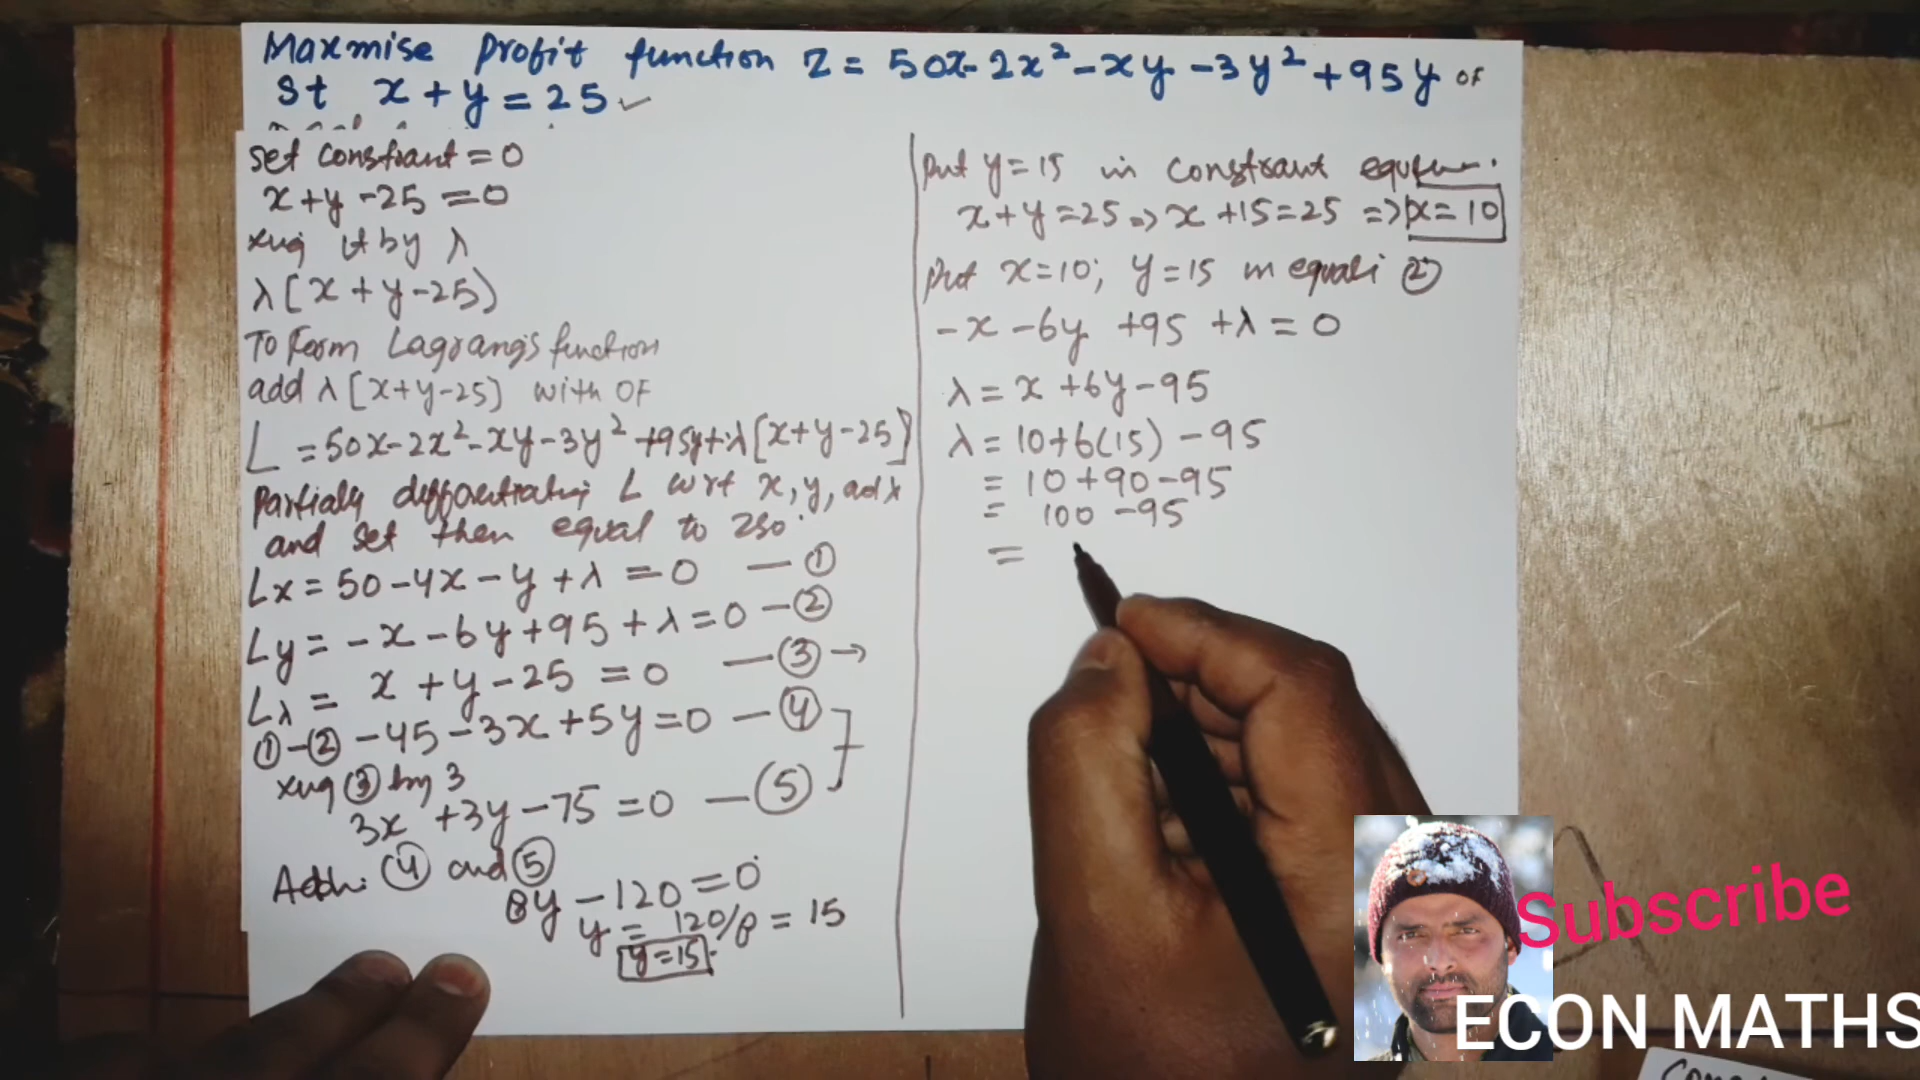 Maxmise Profit function Z = 50x-2x²-xy-3y²+95y OF
St x+y=25 ✓
Set constraint = 0
x+y-25=0
xug it by λ
λ[x+y-25)
To Form Lagrang's function
add λ[x+y-25] with OF
L = 50x-2x²-xy-3y²+95y+λ[x+y-25]
Partialy differentiating L wrt x, y, ad λ
and set then equal to zero.
Lx = 50-4x-y+λ=0 — ①
Ly = -x-6y+95+λ=0 — ②
Lλ = x+y-25=0 — ③ →
①-② -45-3x+5y=0 — ④
xug ③ by 3
3x+3y-75=0 — ⑤
Addi. ④ and ⑤
8y-120=0
y = 120/8 = 15
y=15
Put y=15 in constraint
x+y=25 => x+15=25 => x=10
Put x=10; y=15 in equati ②
-x-6y+95+λ=0
λ = x+6y-95
λ = 10+6(15)-95
= 10+90-95
= 100-95
=
Subscribe
ECON MATHS